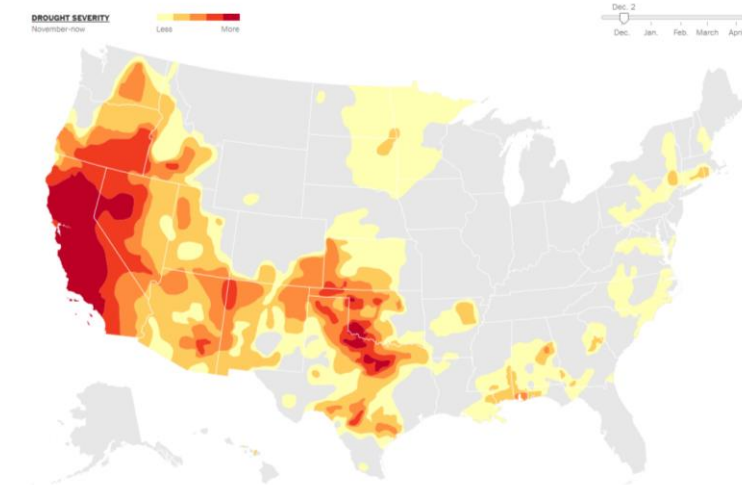 DROUGHT SEVERITY
November-now
Less More
Dec. 2
Dec. Jan. Feb. March